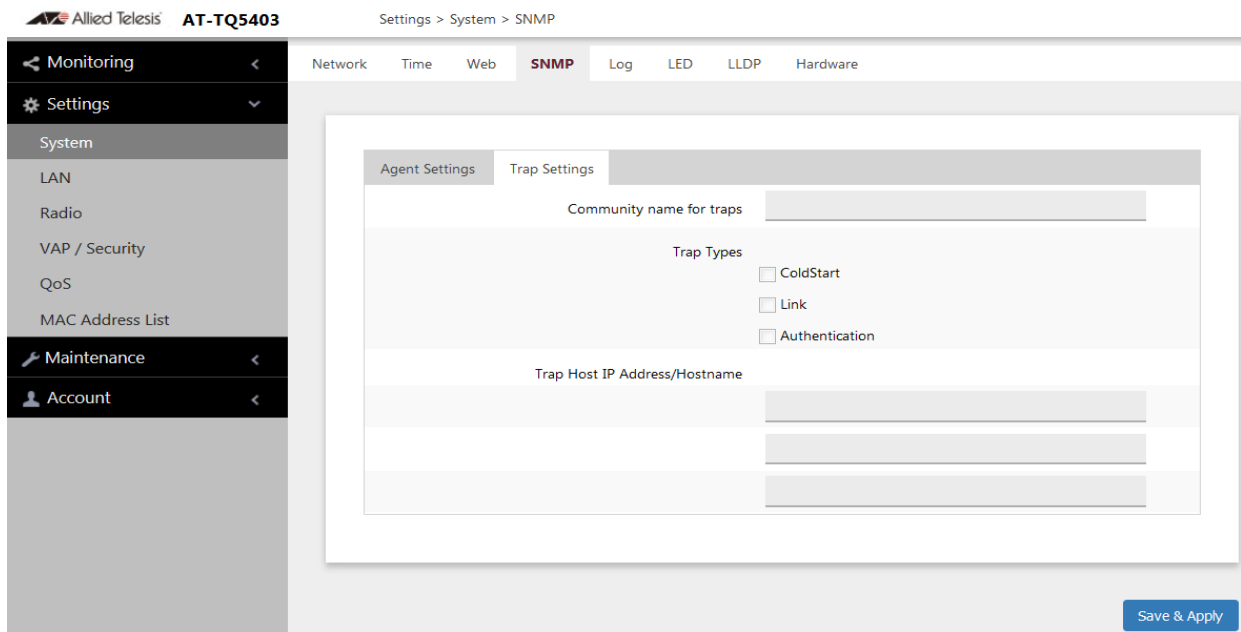 Allied Telesis AT-TQ5403 Settings > System > SNMP
Monitoring
Network Time Web SNMP Log LED LLDP Hardware
Settings
System
LAN
Radio
VAP / Security
QoS
MAC Address List
Maintenance
Account
Agent Settings Trap Settings
Community name for traps
Trap Types
ColdStart
Link
Authentication
Trap Host IP Address/Hostname
Save & Apply